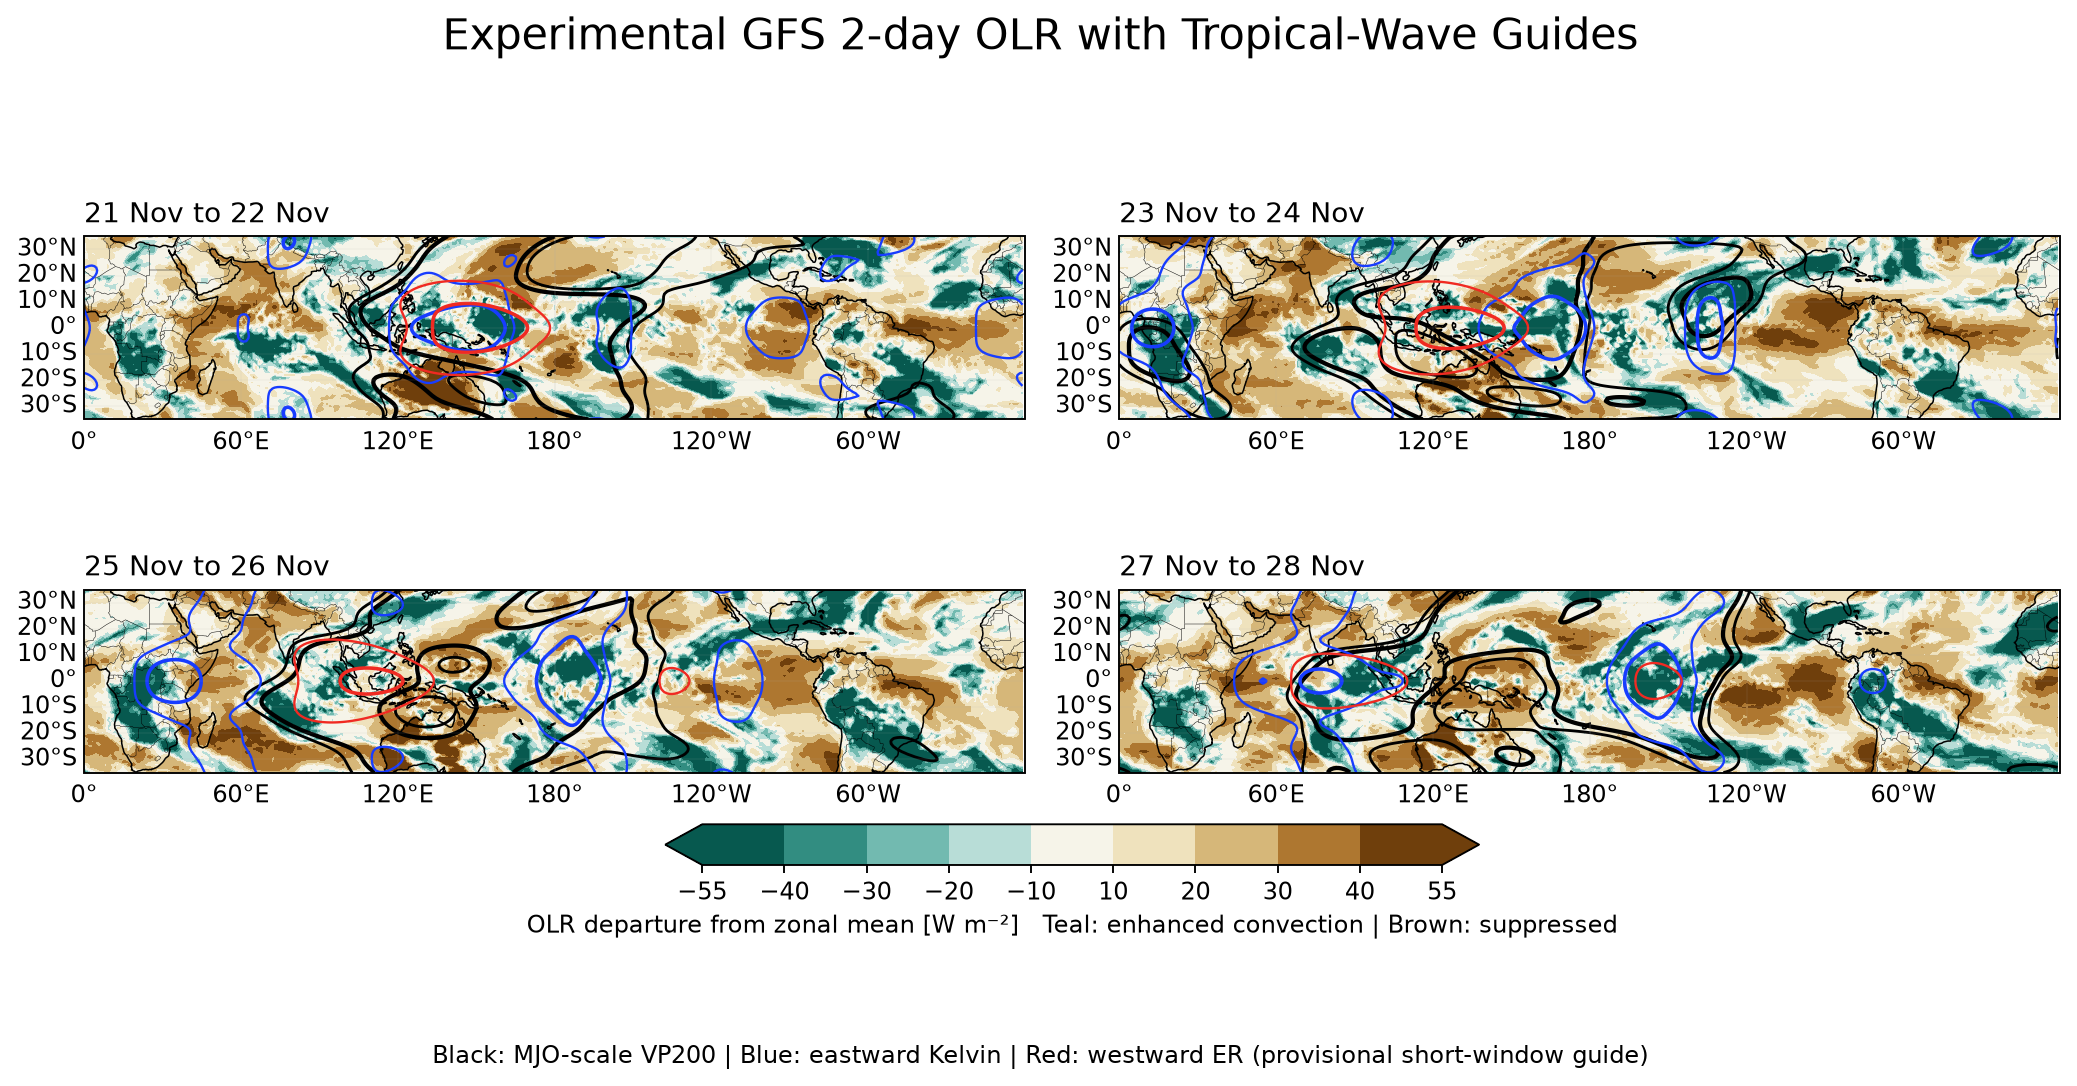 Experimental GFS 2-day OLR with Tropical-Wave Guides
21 Nov to 22 Nov
30°N
20°N
10°N
0°
10°S
20°S
30°S
0° 60°E 120°E 180° 120°W 60°W
23 Nov to 24 Nov
30°N
20°N
10°N
0°
10°S
20°S
30°S
0° 60°E 120°E 180° 120°W 60°W
25 Nov to 26 Nov
30°N
20°N
10°N
0°
10°S
20°S
30°S
0° 60°E 120°E 180° 120°W 60°W
27 Nov to 28 Nov
30°N
20°N
10°N
0°
10°S
20°S
30°S
0° 60°E 120°E 180° 120°W 60°W
−55 −40 −30 −20 −10 10 20 30 40 55
OLR departure from zonal mean [W m⁻²] Teal: enhanced convection | Brown: suppressed
Black: MJO-scale VP200 | Blue: eastward Kelvin | Red: westward ER (provisional short-window guide)